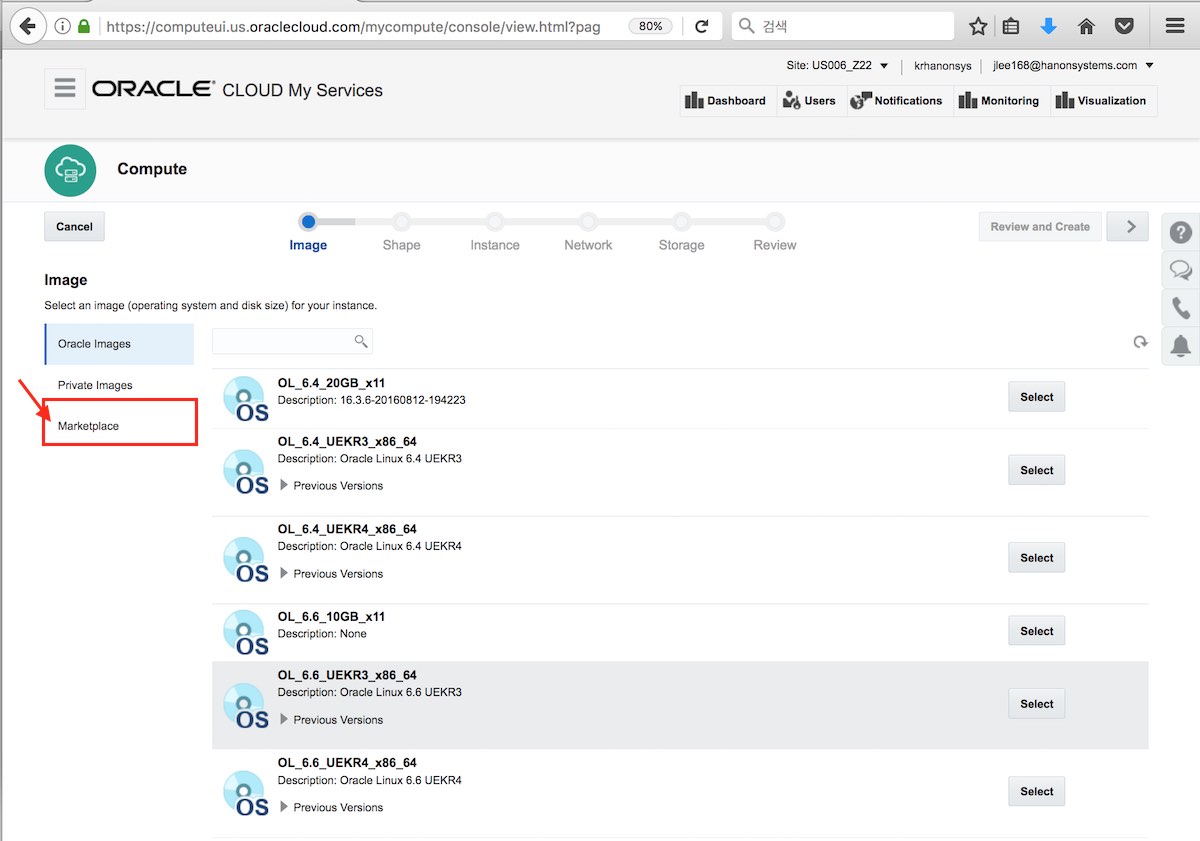 https://computeui.us.oraclecloud.com/mycompute/console/view.html?pag
80%
검색
Site: US006_Z22
krhanonsys
jlee168@hanonsystems.com
ORACLE® CLOUD My Services
Dashboard
Users
Notifications
Monitoring
Visualization
Compute
Cancel
Image
Shape
Instance
Network
Storage
Review
Review and Create
Image
Select an image (operating system and disk size) for your instance.
Oracle Images
Private Images
Marketplace
OS
OL_6.4_20GB_x11
Description: 16.3.6-20160812-194223
Select
OS
OL_6.4_UEKR3_x86_64
Description: Oracle Linux 6.4 UEKR3
Previous Versions
Select
OS
OL_6.4_UEKR4_x86_64
Description: Oracle Linux 6.4 UEKR4
Previous Versions
Select
OS
OL_6.6_10GB_x11
Description: None
Select
OS
OL_6.6_UEKR3_x86_64
Description: Oracle Linux 6.6 UEKR3
Previous Versions
Select
OS
OL_6.6_UEKR4_x86_64
Description: Oracle Linux 6.6 UEKR4
Previous Versions
Select